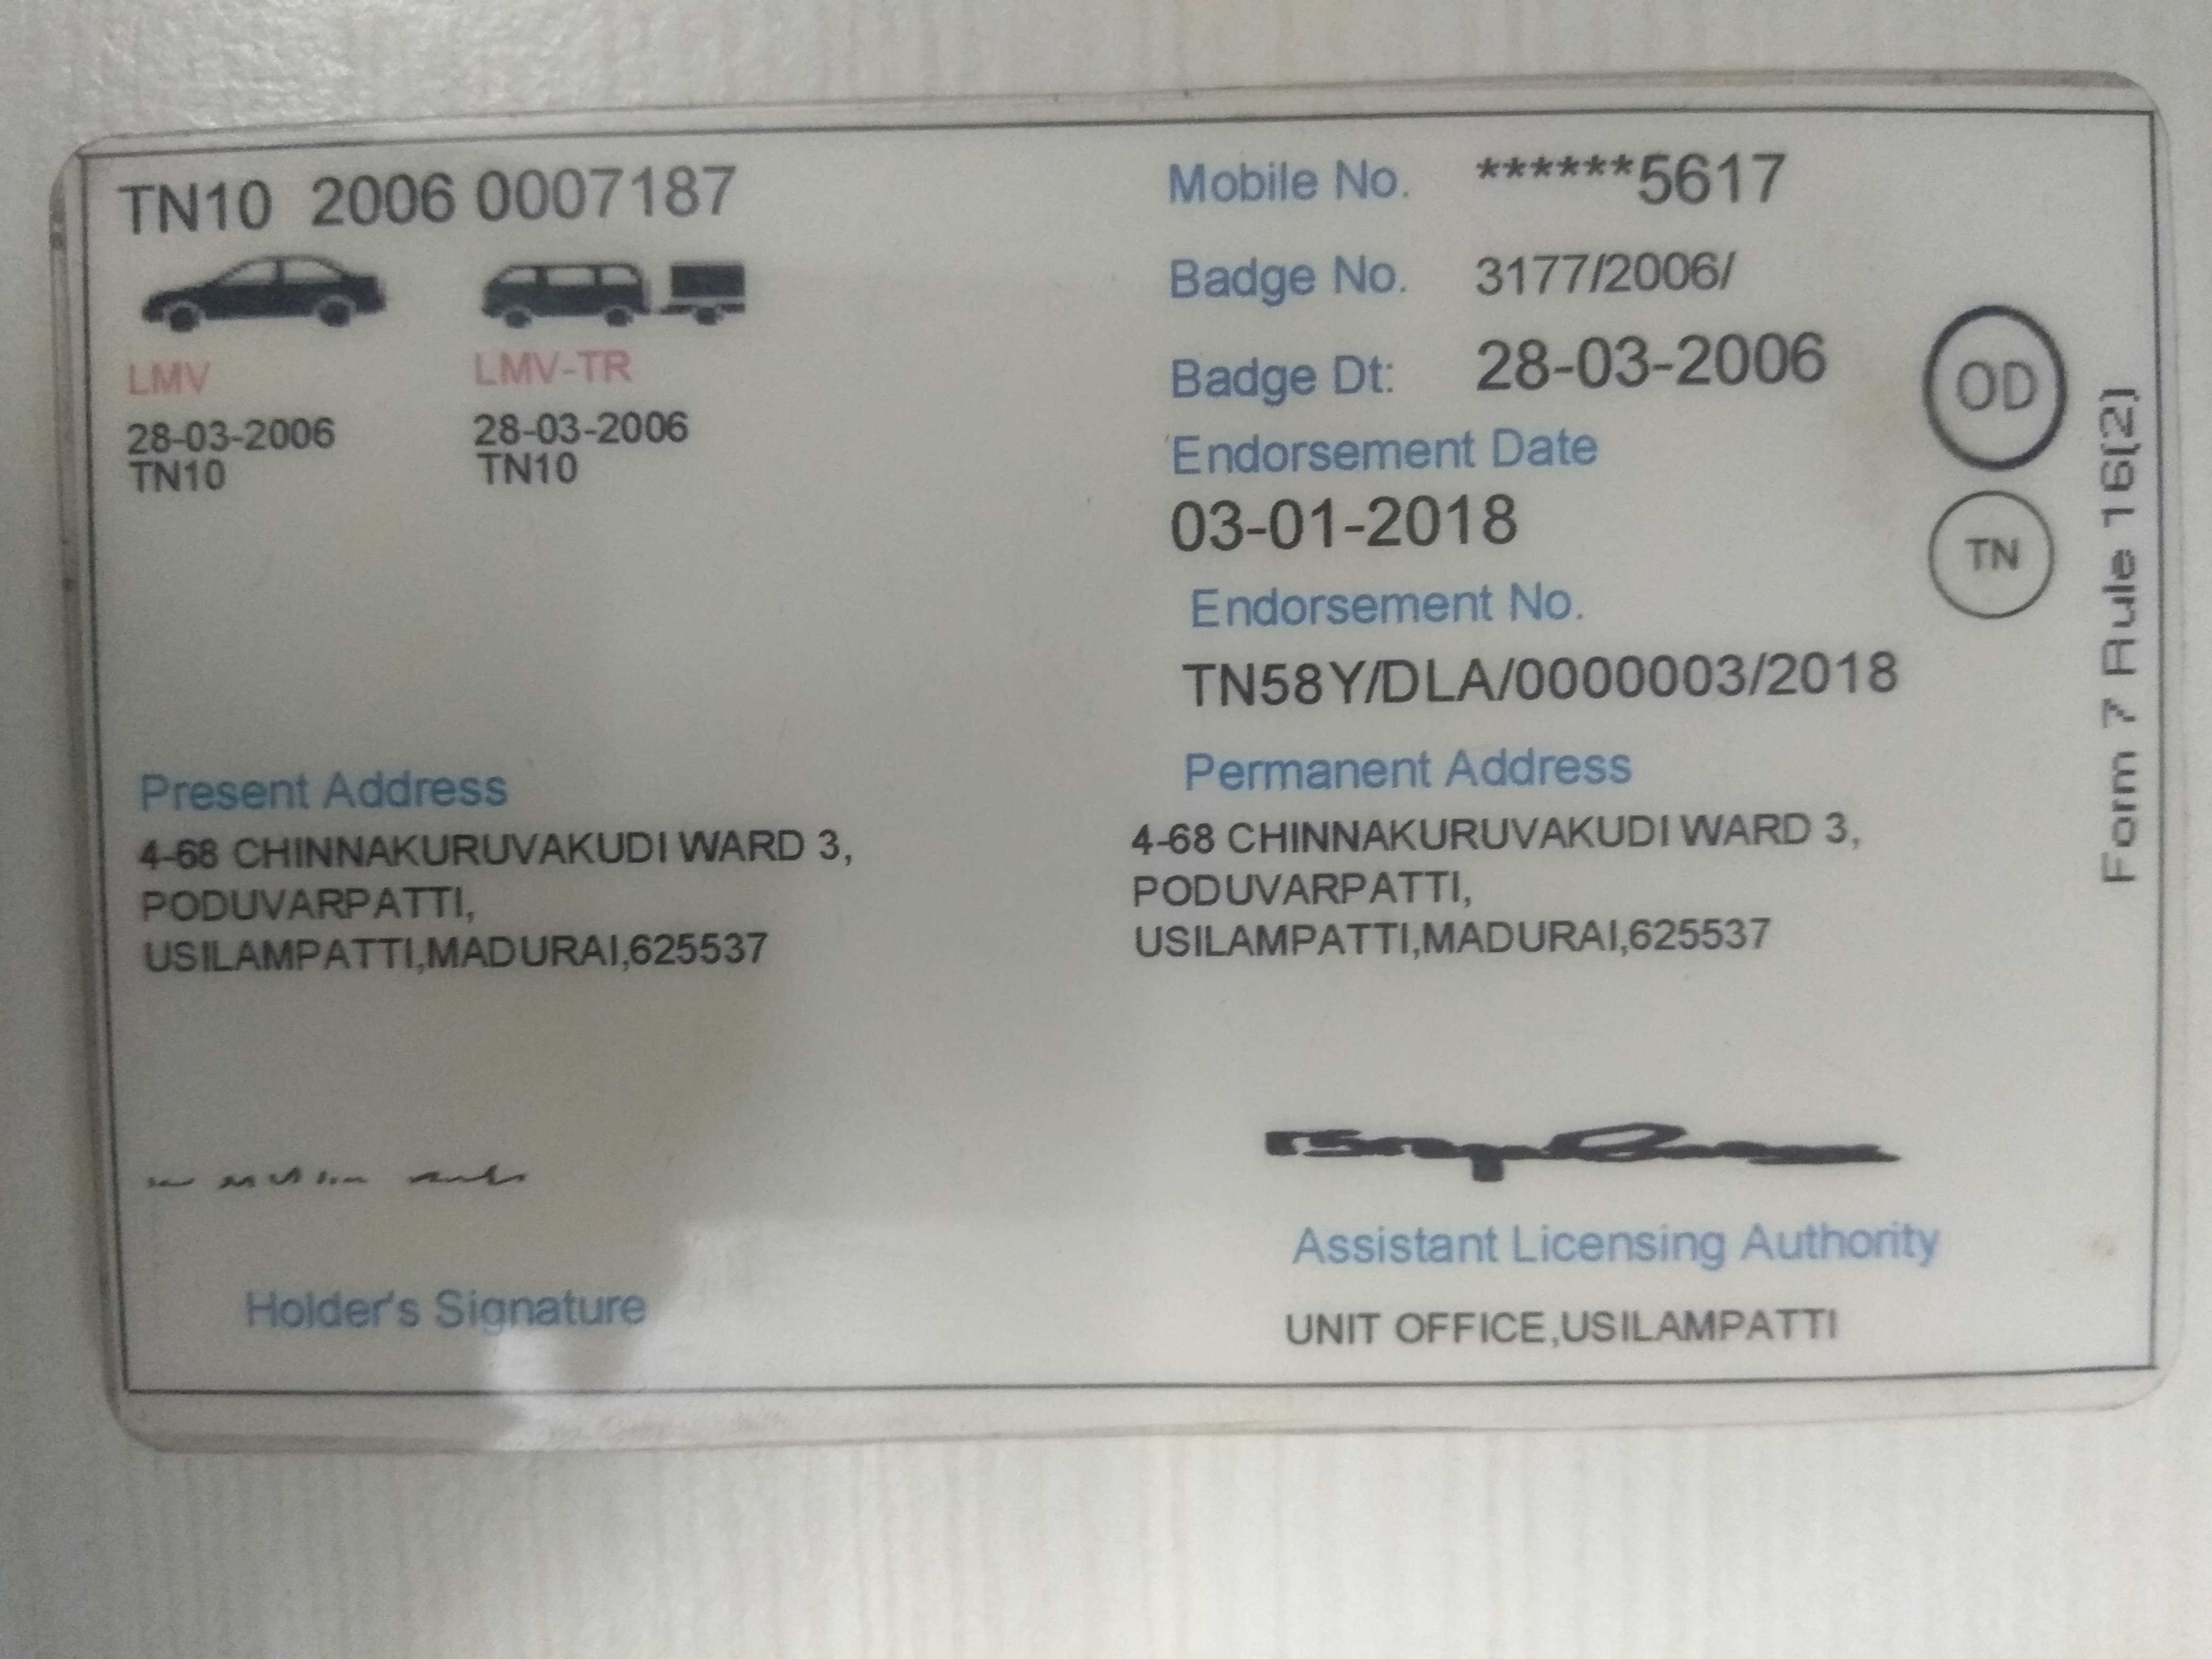 TN10 2006 0007187
LMV LMV-TR
28-03-2006 28-03-2006
TN10 TN10
Mobile No. ******5617
Badge No. 3177/2006/
Badge Dt: 28-03-2006
Endorsement Date
03-01-2018
Endorsement No.
TN58Y/DLA/0000003/2018
OD
TN
Form 7 Rule 16(2)
Present Address
4-68 CHINNAKURUVAKUDI WARD 3,
PODUVARPATTI,
USILAMPATTI,MADURAI,625537
Permanent Address
4-68 CHINNAKURUVAKUDI WARD 3,
PODUVARPATTI,
USILAMPATTI,MADURAI,625537
Holder's Signature
Assistant Licensing Authority
UNIT OFFICE,USILAMPATTI